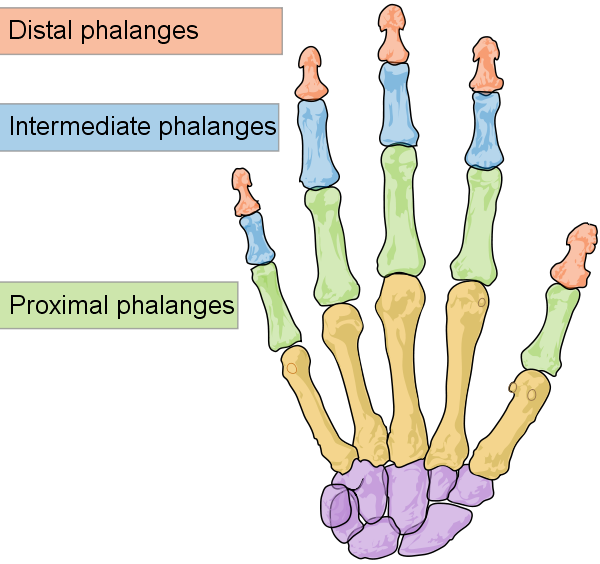 Distal phalanges
Intermediate phalanges
Proximal phalanges